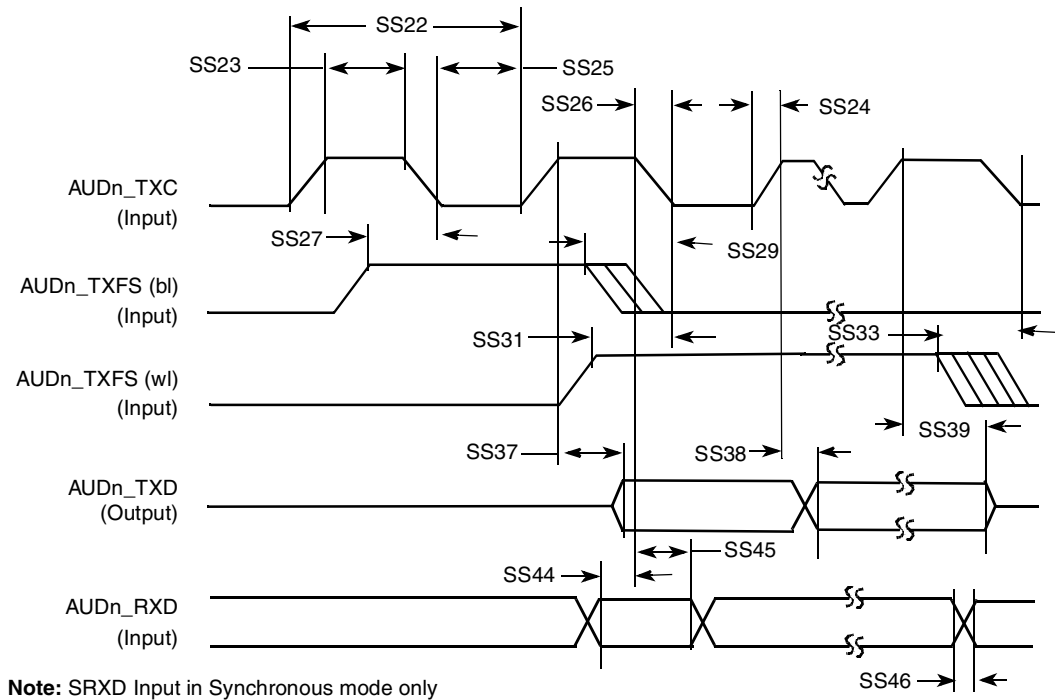 SS22
SS23
SS25
SS26
SS24
AUDn_TXC
(Input)
SS27
SS29
AUDn_TXFS (bl)
(Input)
SS31
SS33
AUDn_TXFS (wl)
(Input)
SS39
SS37
SS38
AUDn_TXD
(Output)
SS45
SS44
AUDn_RXD
(Input)
SS46
Note: SRXD Input in Synchronous mode only